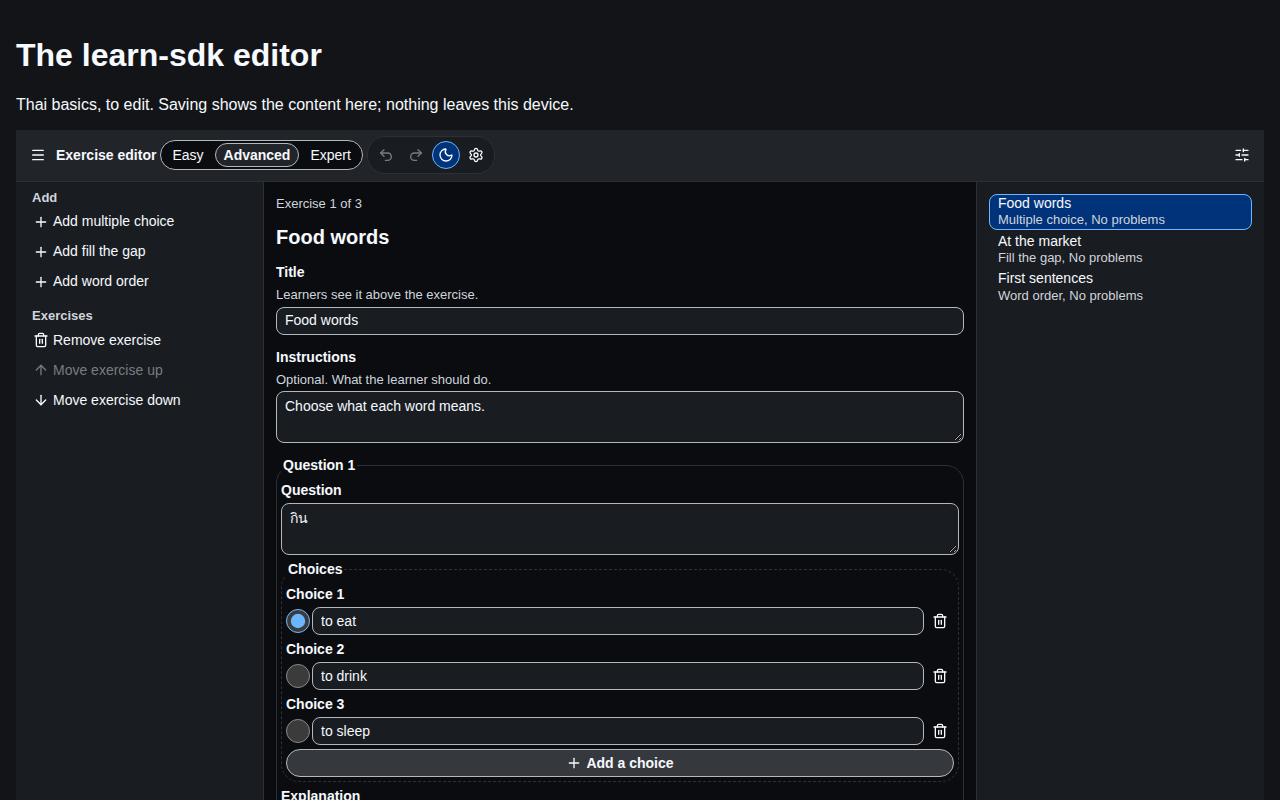 The learn-sdk editor
Thai basics, to edit. Saving shows the content here; nothing leaves this device.
Exercise editor Easy Advanced Expert
Add
Add multiple choice
Add fill the gap
Add word order
Exercises
Remove exercise
Move exercise up
Move exercise down
Exercise 1 of 3
Food words
Title
Learners see it above the exercise.
Food words
Instructions
Optional. What the learner should do.
Choose what each word means.
Question 1
Question
กิน
Choices
Choice 1
to eat
Choice 2
to drink
Choice 3
to sleep
Add a choice
Explanation
Food words
Multiple choice, No problems
At the market
Fill the gap, No problems
First sentences
Word order, No problems